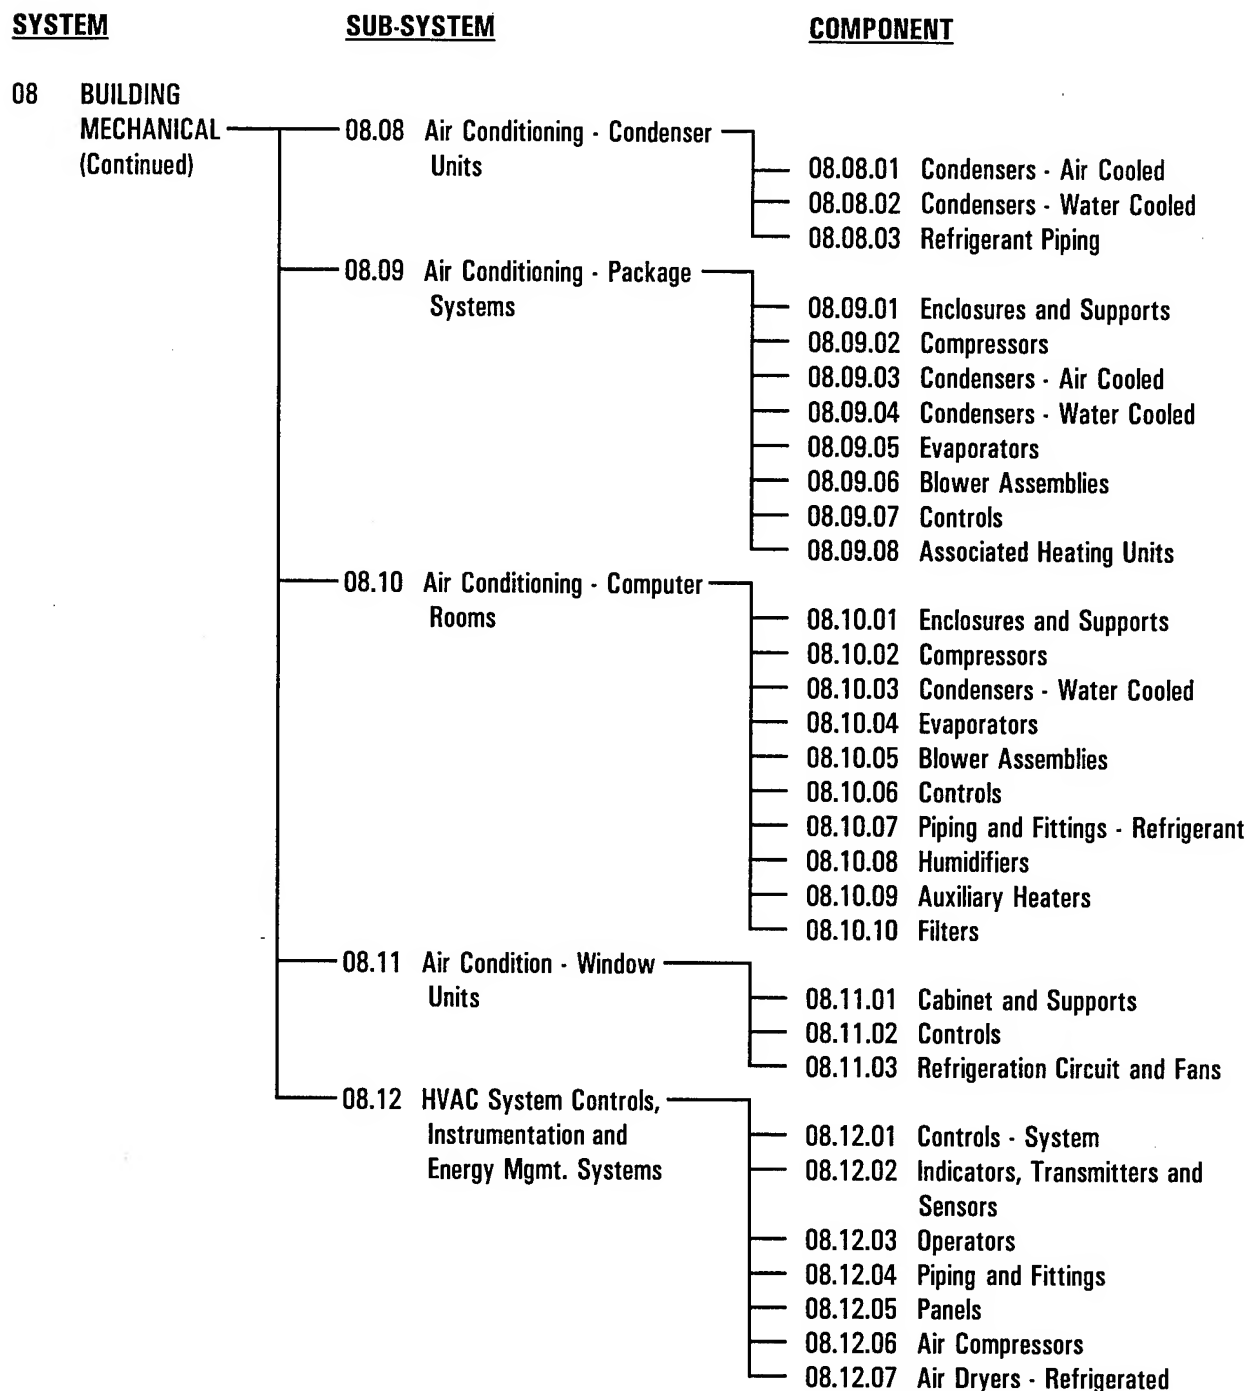 SYSTEM SUB-SYSTEM COMPONENT
08 BUILDING
MECHANICAL
(Continued)
08.08 Air Conditioning - Condenser
Units
08.08.01 Condensers - Air Cooled
08.08.02 Condensers - Water Cooled
08.08.03 Refrigerant Piping
08.09 Air Conditioning - Package
Systems
08.09.01 Enclosures and Supports
08.09.02 Compressors
08.09.03 Condensers - Air Cooled
08.09.04 Condensers - Water Cooled
08.09.05 Evaporators
08.09.06 Blower Assemblies
08.09.07 Controls
08.09.08 Associated Heating Units
08.10 Air Conditioning - Computer
Rooms
08.10.01 Enclosures and Supports
08.10.02 Compressors
08.10.03 Condensers - Water Cooled
08.10.04 Evaporators
08.10.05 Blower Assemblies
08.10.06 Controls
08.10.07 Piping and Fittings - Refrigerant
08.10.08 Humidifiers
08.10.09 Auxiliary Heaters
08.10.10 Filters
08.11 Air Condition - Window
Units
08.11.01 Cabinet and Supports
08.11.02 Controls
08.11.03 Refrigeration Circuit and Fans
08.12 HVAC System Controls,
Instrumentation and
Energy Mgmt. Systems
08.12.01 Controls - System
08.12.02 Indicators, Transmitters and
Sensors
08.12.03 Operators
08.12.04 Piping and Fittings
08.12.05 Panels
08.12.06 Air Compressors
08.12.07 Air Dryers - Refrigerated